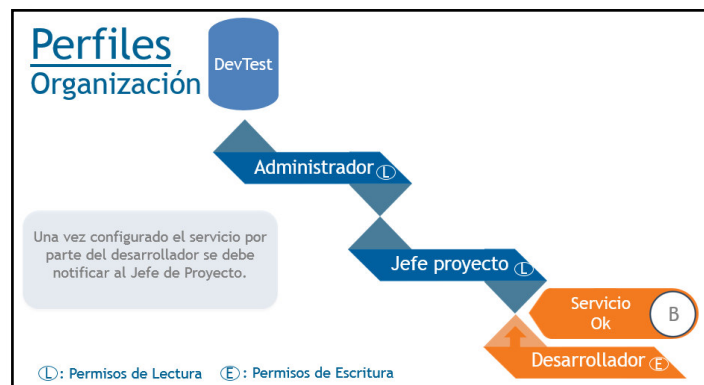 Perfiles
Organización
DevTest
Administrador L
Una vez configurado el servicio por
parte del desarrollador se debe
notificar al Jefe de Proyecto.
Jefe proyecto L
Servicio
Ok
B
Desarrollador E
L: Permisos de Lectura E: Permisos de Escritura